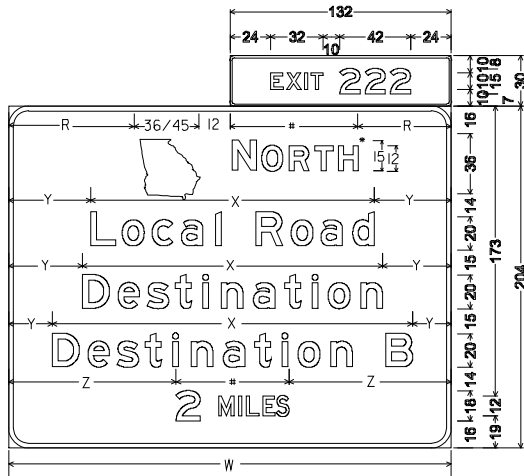 132
24 32 10 42 24
EXIT 222
10 10 10 8 15 7 30
R 36/45 12 # R
NORTH* 15 12
16 36 14 20 15 20 15 20 14 18 16
173 12 19
204
Y X Y
Local Road
Y X Y
Destination
Y X Y
Destination B
Z # Z
2 MILES
W